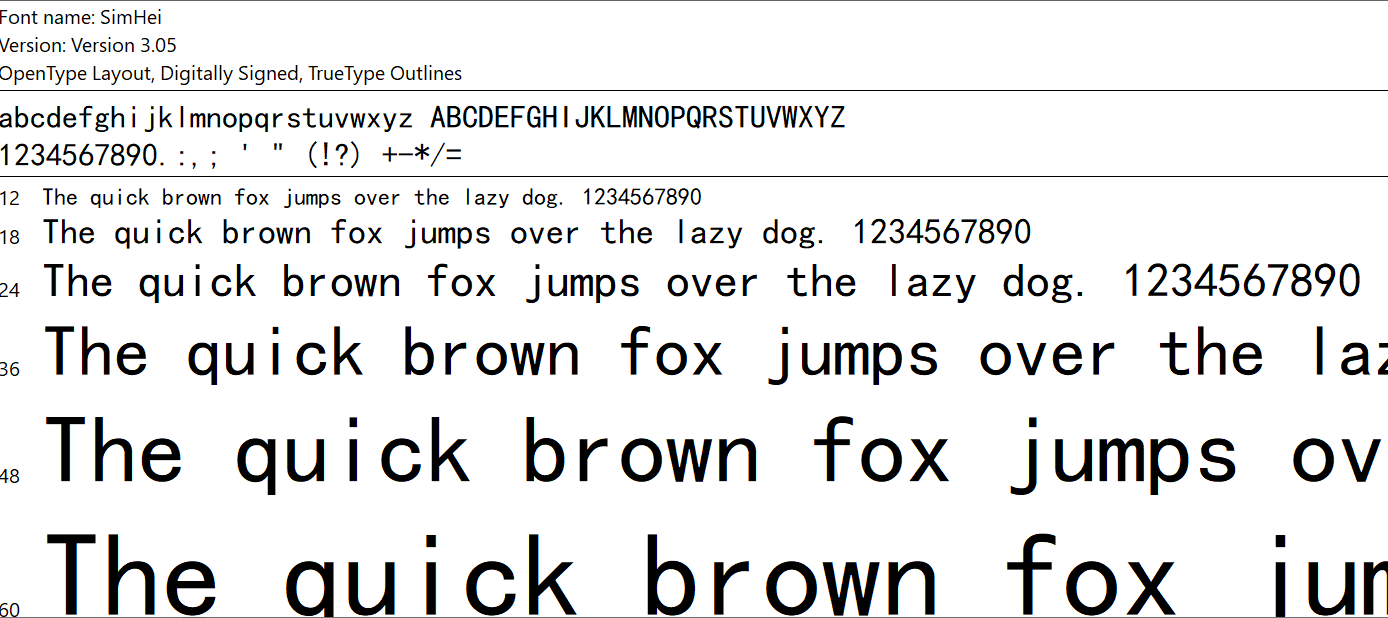 Font name: SimHei
Version: Version 3.05
OpenType Layout, Digitally Signed, TrueType Outlines
abcdefghijklmnopqrstuvwxyz ABCDEFGHIJKLMNOPQRSTUVWXYZ
1234567890.:,; ' " (!?) +-*/=
12 The quick brown fox jumps over the lazy dog. 1234567890
18 The quick brown fox jumps over the lazy dog. 1234567890
24 The quick brown fox jumps over the lazy dog. 1234567890
36 The quick brown fox jumps over the laz
48 The quick brown fox jumps ov
60 The quick brown fox jum